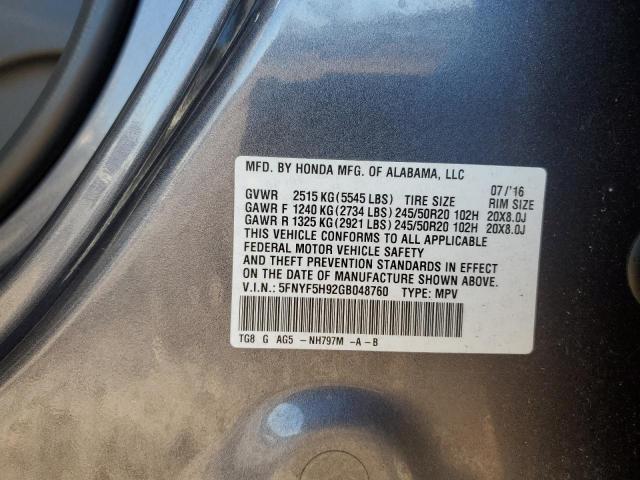 MFD. BY HONDA MFG. OF ALABAMA, LLC
07/'16
GVWR 2515 KG(5545 LBS) TIRE SIZE RIM SIZE
GAWR F 1240 KG(2734 LBS) 245/50R20 102H 20X8.0J
GAWR R 1325 KG(2921 LBS) 245/50R20 102H 20X8.0J
THIS VEHICLE CONFORMS TO ALL APPLICABLE
FEDERAL MOTOR VEHICLE SAFETY
AND THEFT PREVENTION STANDARDS IN EFFECT
ON THE DATE OF MANUFACTURE SHOWN ABOVE.
V.I.N.: 5FNYF5H92GB048760 TYPE: MPV
TG8 G AG5 -NH797M -A-B